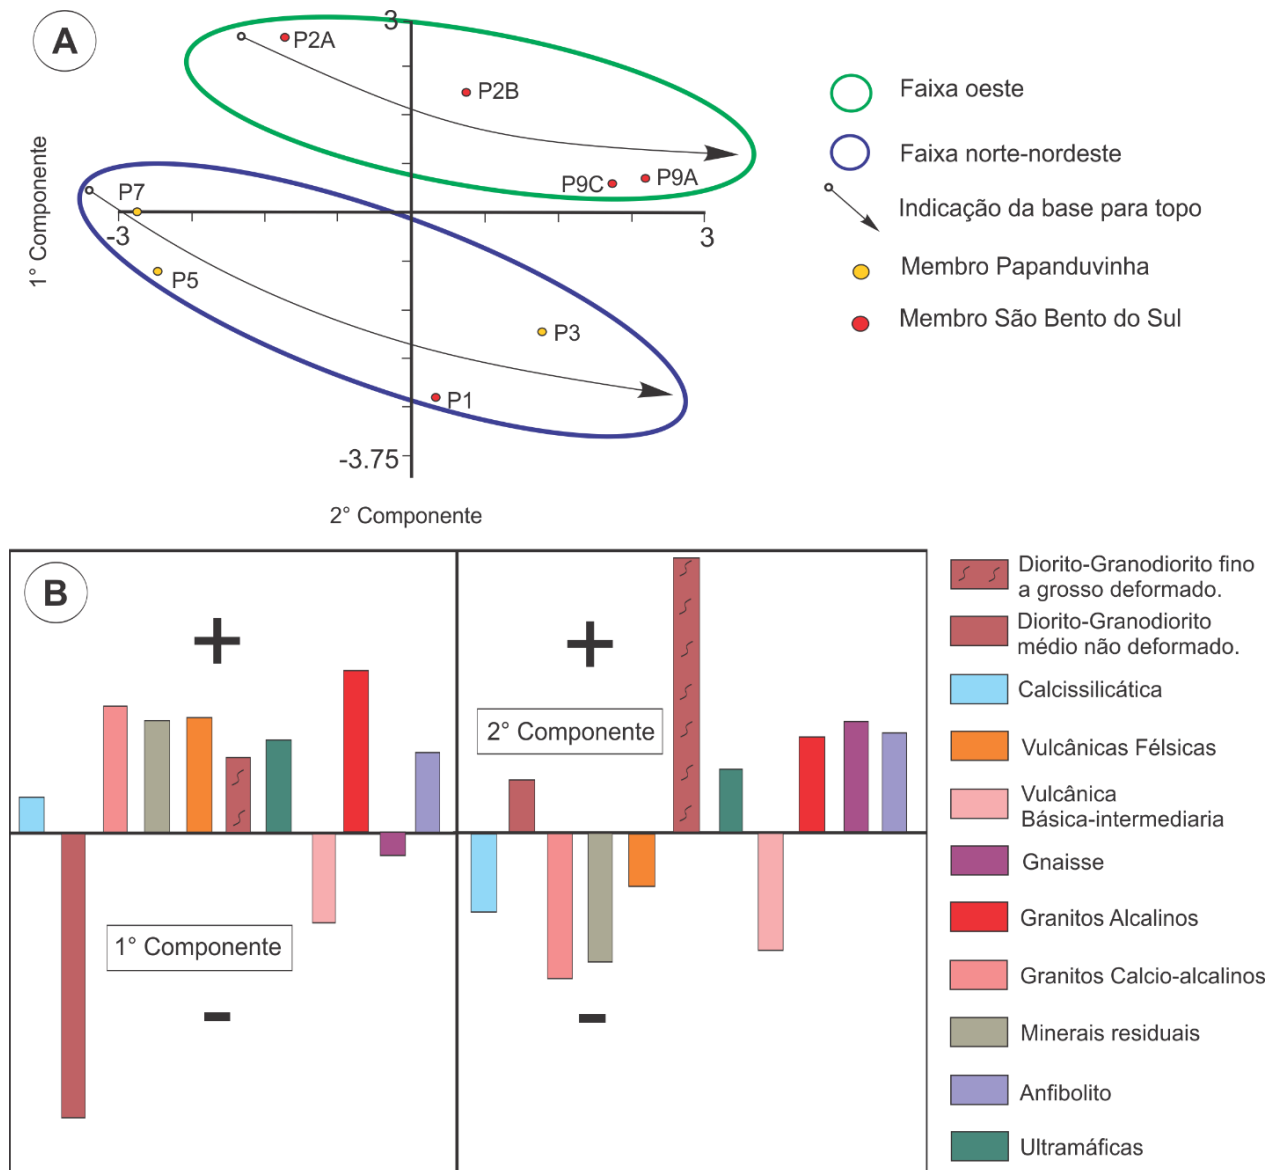 A
3
P2A
P2B
P9C
P9A
P7
-3
3
P5
P3
P1
-3.75
1° Componente
2° Componente
Faixa oeste
Faixa norte-nordeste
Indicação da base para topo
Membro Papanduvinha
Membro São Bento do Sul
B
+
+
1° Componente
2° Componente
-
-
Diorito-Granodiorito fino
a grosso deformado.
Diorito-Granodiorito
médio não deformado.
Calcissilicática
Vulcânicas Félsicas
Vulcânica
Básica-intermediaria
Gnaisse
Granitos Alcalinos
Granitos Calcio-alcalinos
Minerais residuais
Anfibolito
Ultramáficas